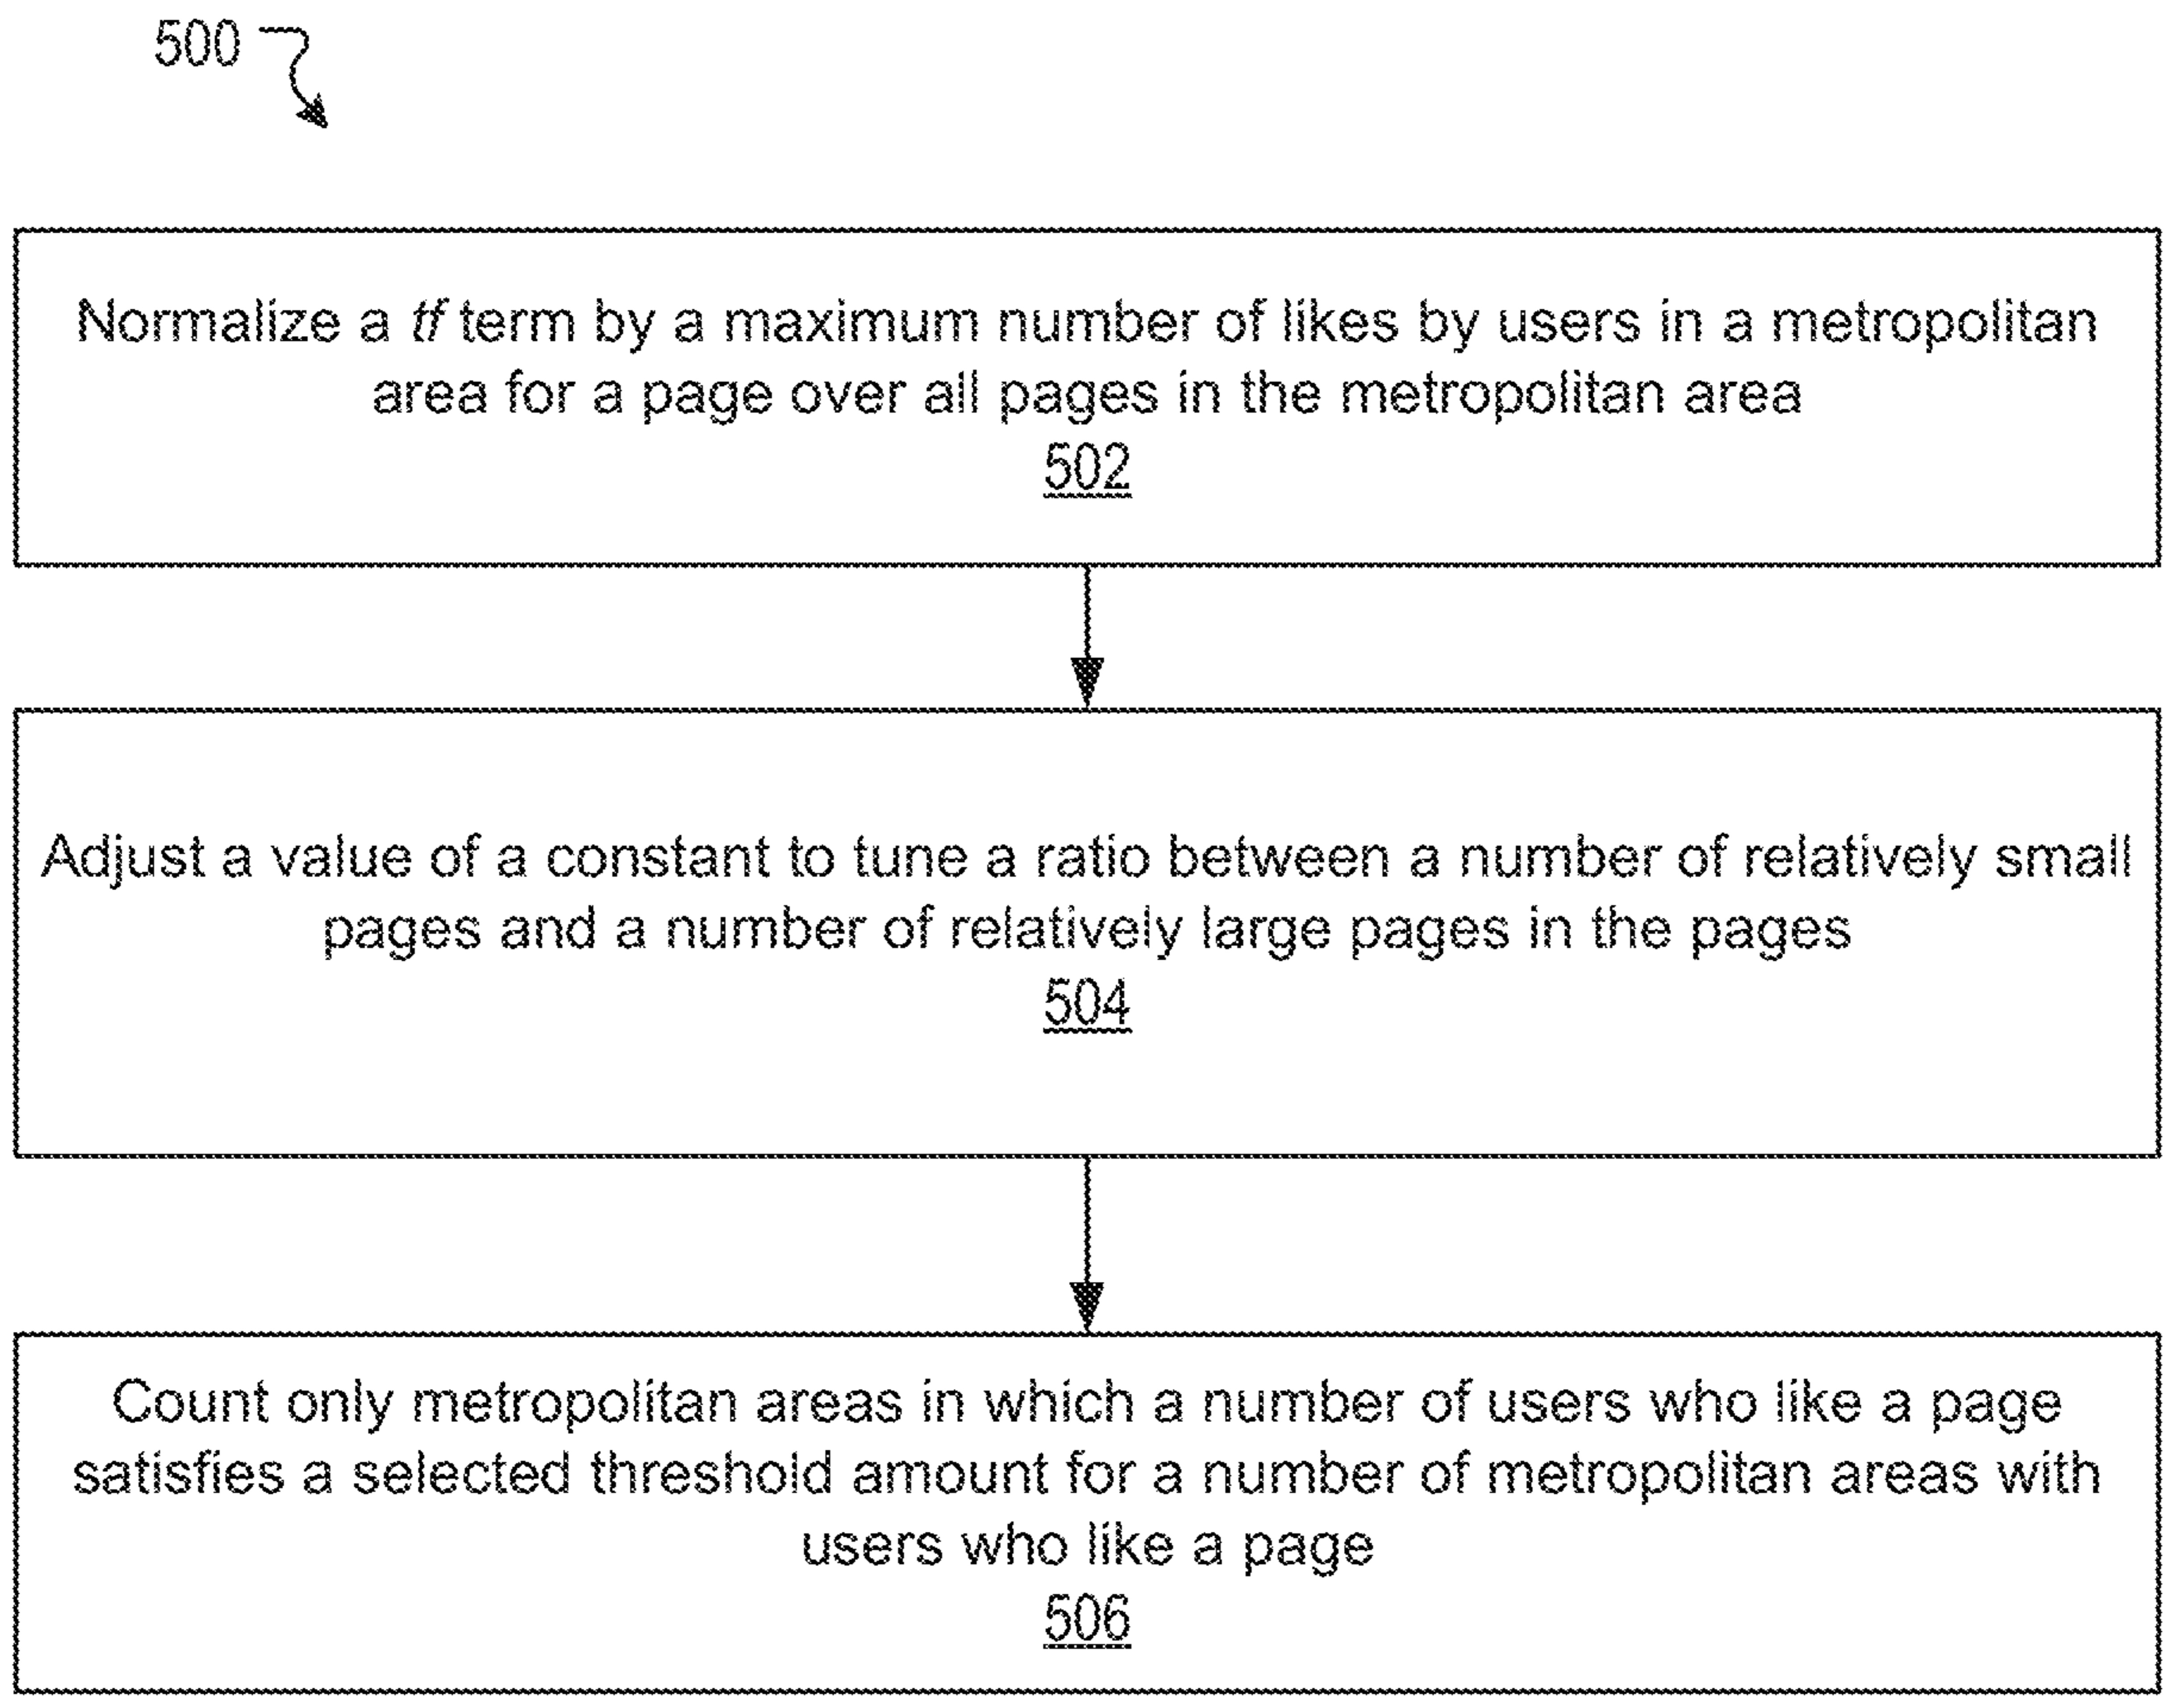 500
Normalize a tf term by a maximum number of likes by users in a metropolitan
area for a page over all pages in the metropolitan area
502
Adjust a value of a constant to tune a ratio between a number of relatively small
pages and a number of relatively large pages in the pages
504
Count only metropolitan areas in which a number of users who like a page
satisfies a selected threshold amount for a number of metropolitan areas with
users who like a page
506